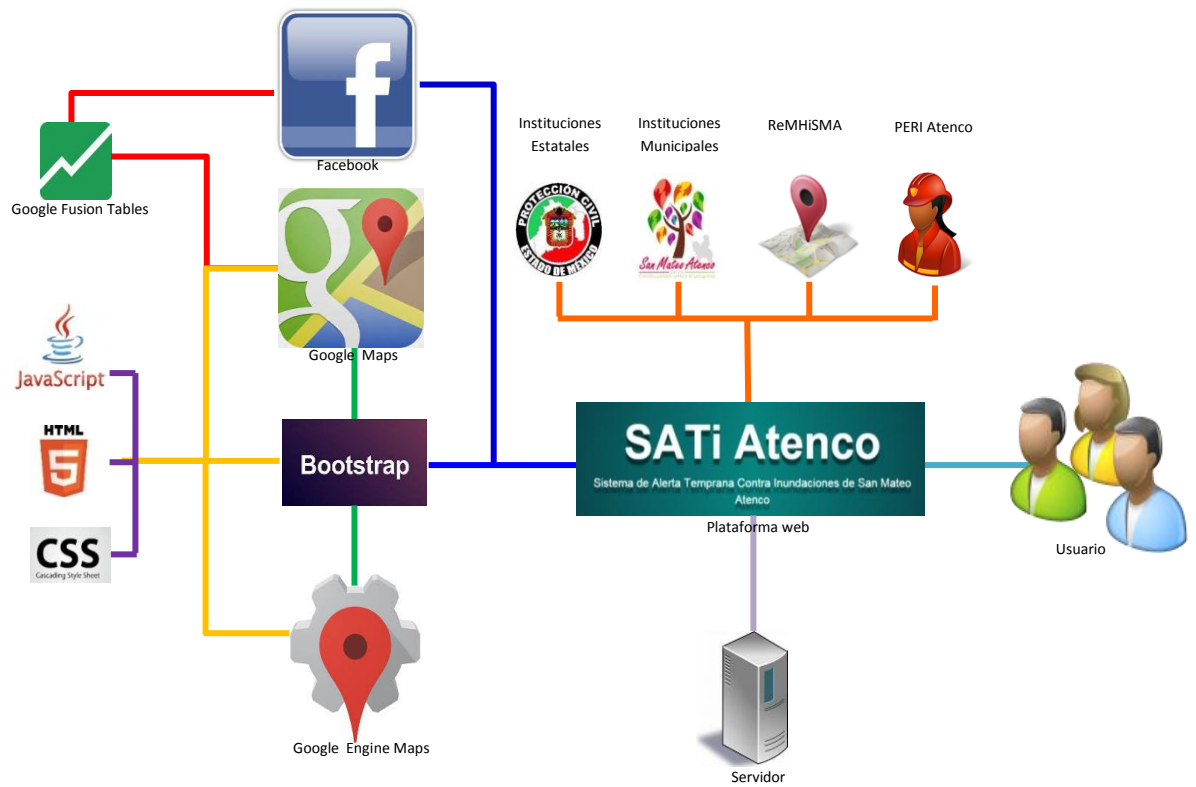 Facebook
Google Fusion Tables
Google Maps
JavaScript
HTML
5
CSS
Cascading Style Sheet
Bootstrap
Google Engine Maps
Instituciones
Estatales
Instituciones
Municipales
ReMHiSMA
PERI Atenco
PROTECCIÓN CIVIL
ESTADO DE MÉXICO
San Mateo Atenco
SATi Atenco
Sistema de Alerta Temprana Contra Inundaciones de San Mateo
Atenco
Plataforma web
Usuario
Servidor